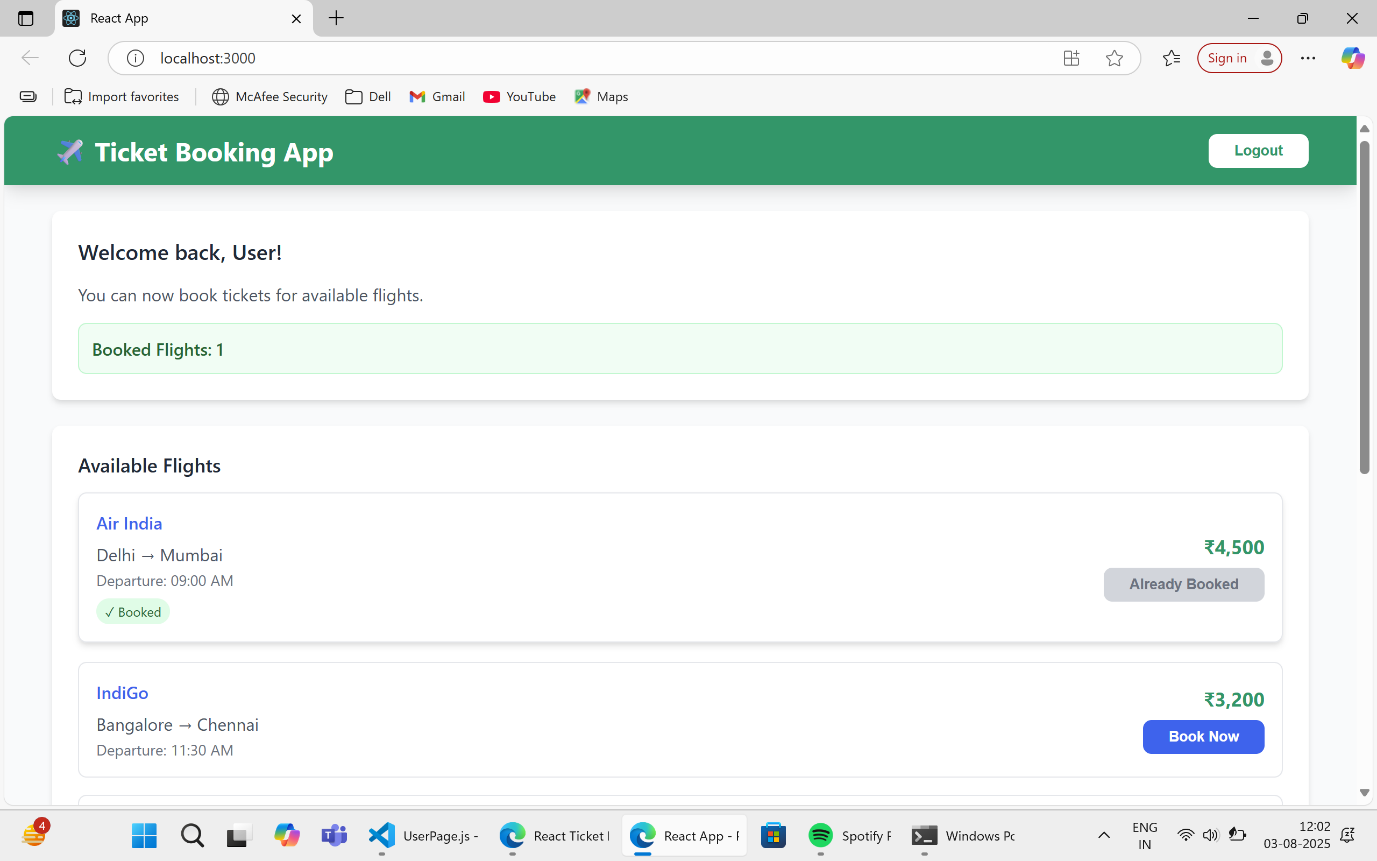 React App
localhost:3000
Sign in
Import favorites
McAfee Security
Dell
Gmail
YouTube
Maps
Ticket Booking App
Logout
Welcome back, User!
You can now book tickets for available flights.
Booked Flights: 1
Available Flights
Air India
Delhi → Mumbai
Departure: 09:00 AM
✓ Booked
₹4,500
Already Booked
IndiGo
Bangalore → Chennai
Departure: 11:30 AM
₹3,200
Book Now
4
UserPage.js -
React Ticket
React App -
Spotify
Windows
ENG
IN
12:02
03-08-2025